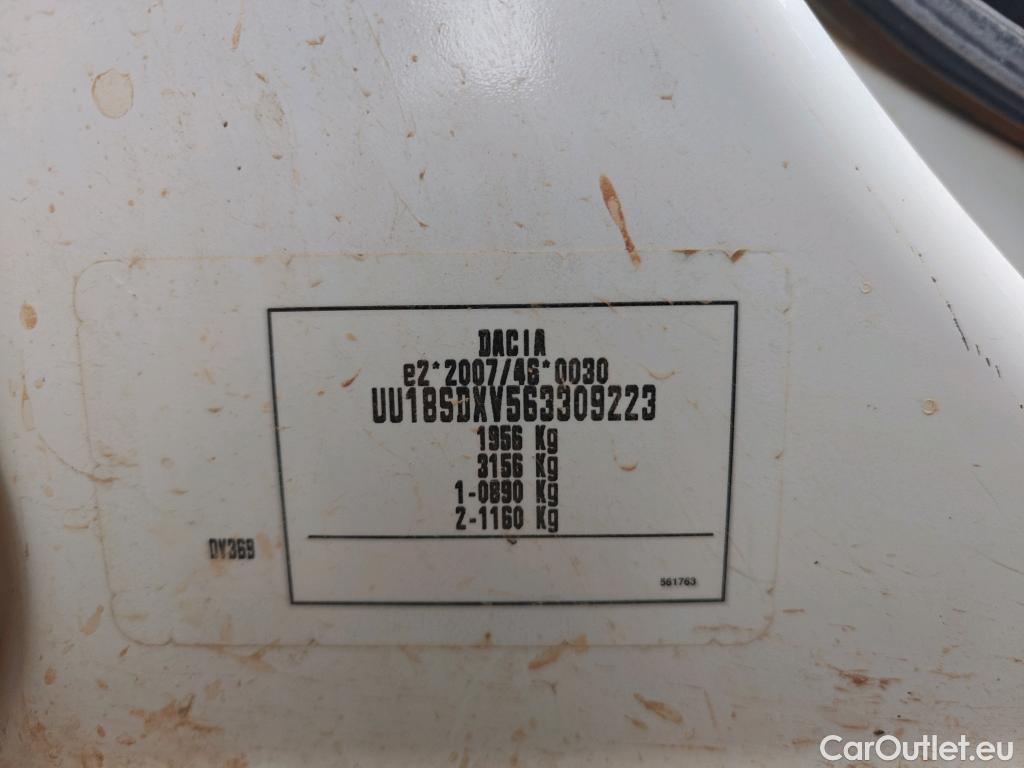 DACIA
e2*2007/46*0030
UU18SDXV563309223
1956 Kg
3156 Kg
1-0890 Kg
2-1160 Kg
DV369
561763
CarOutlet.eu